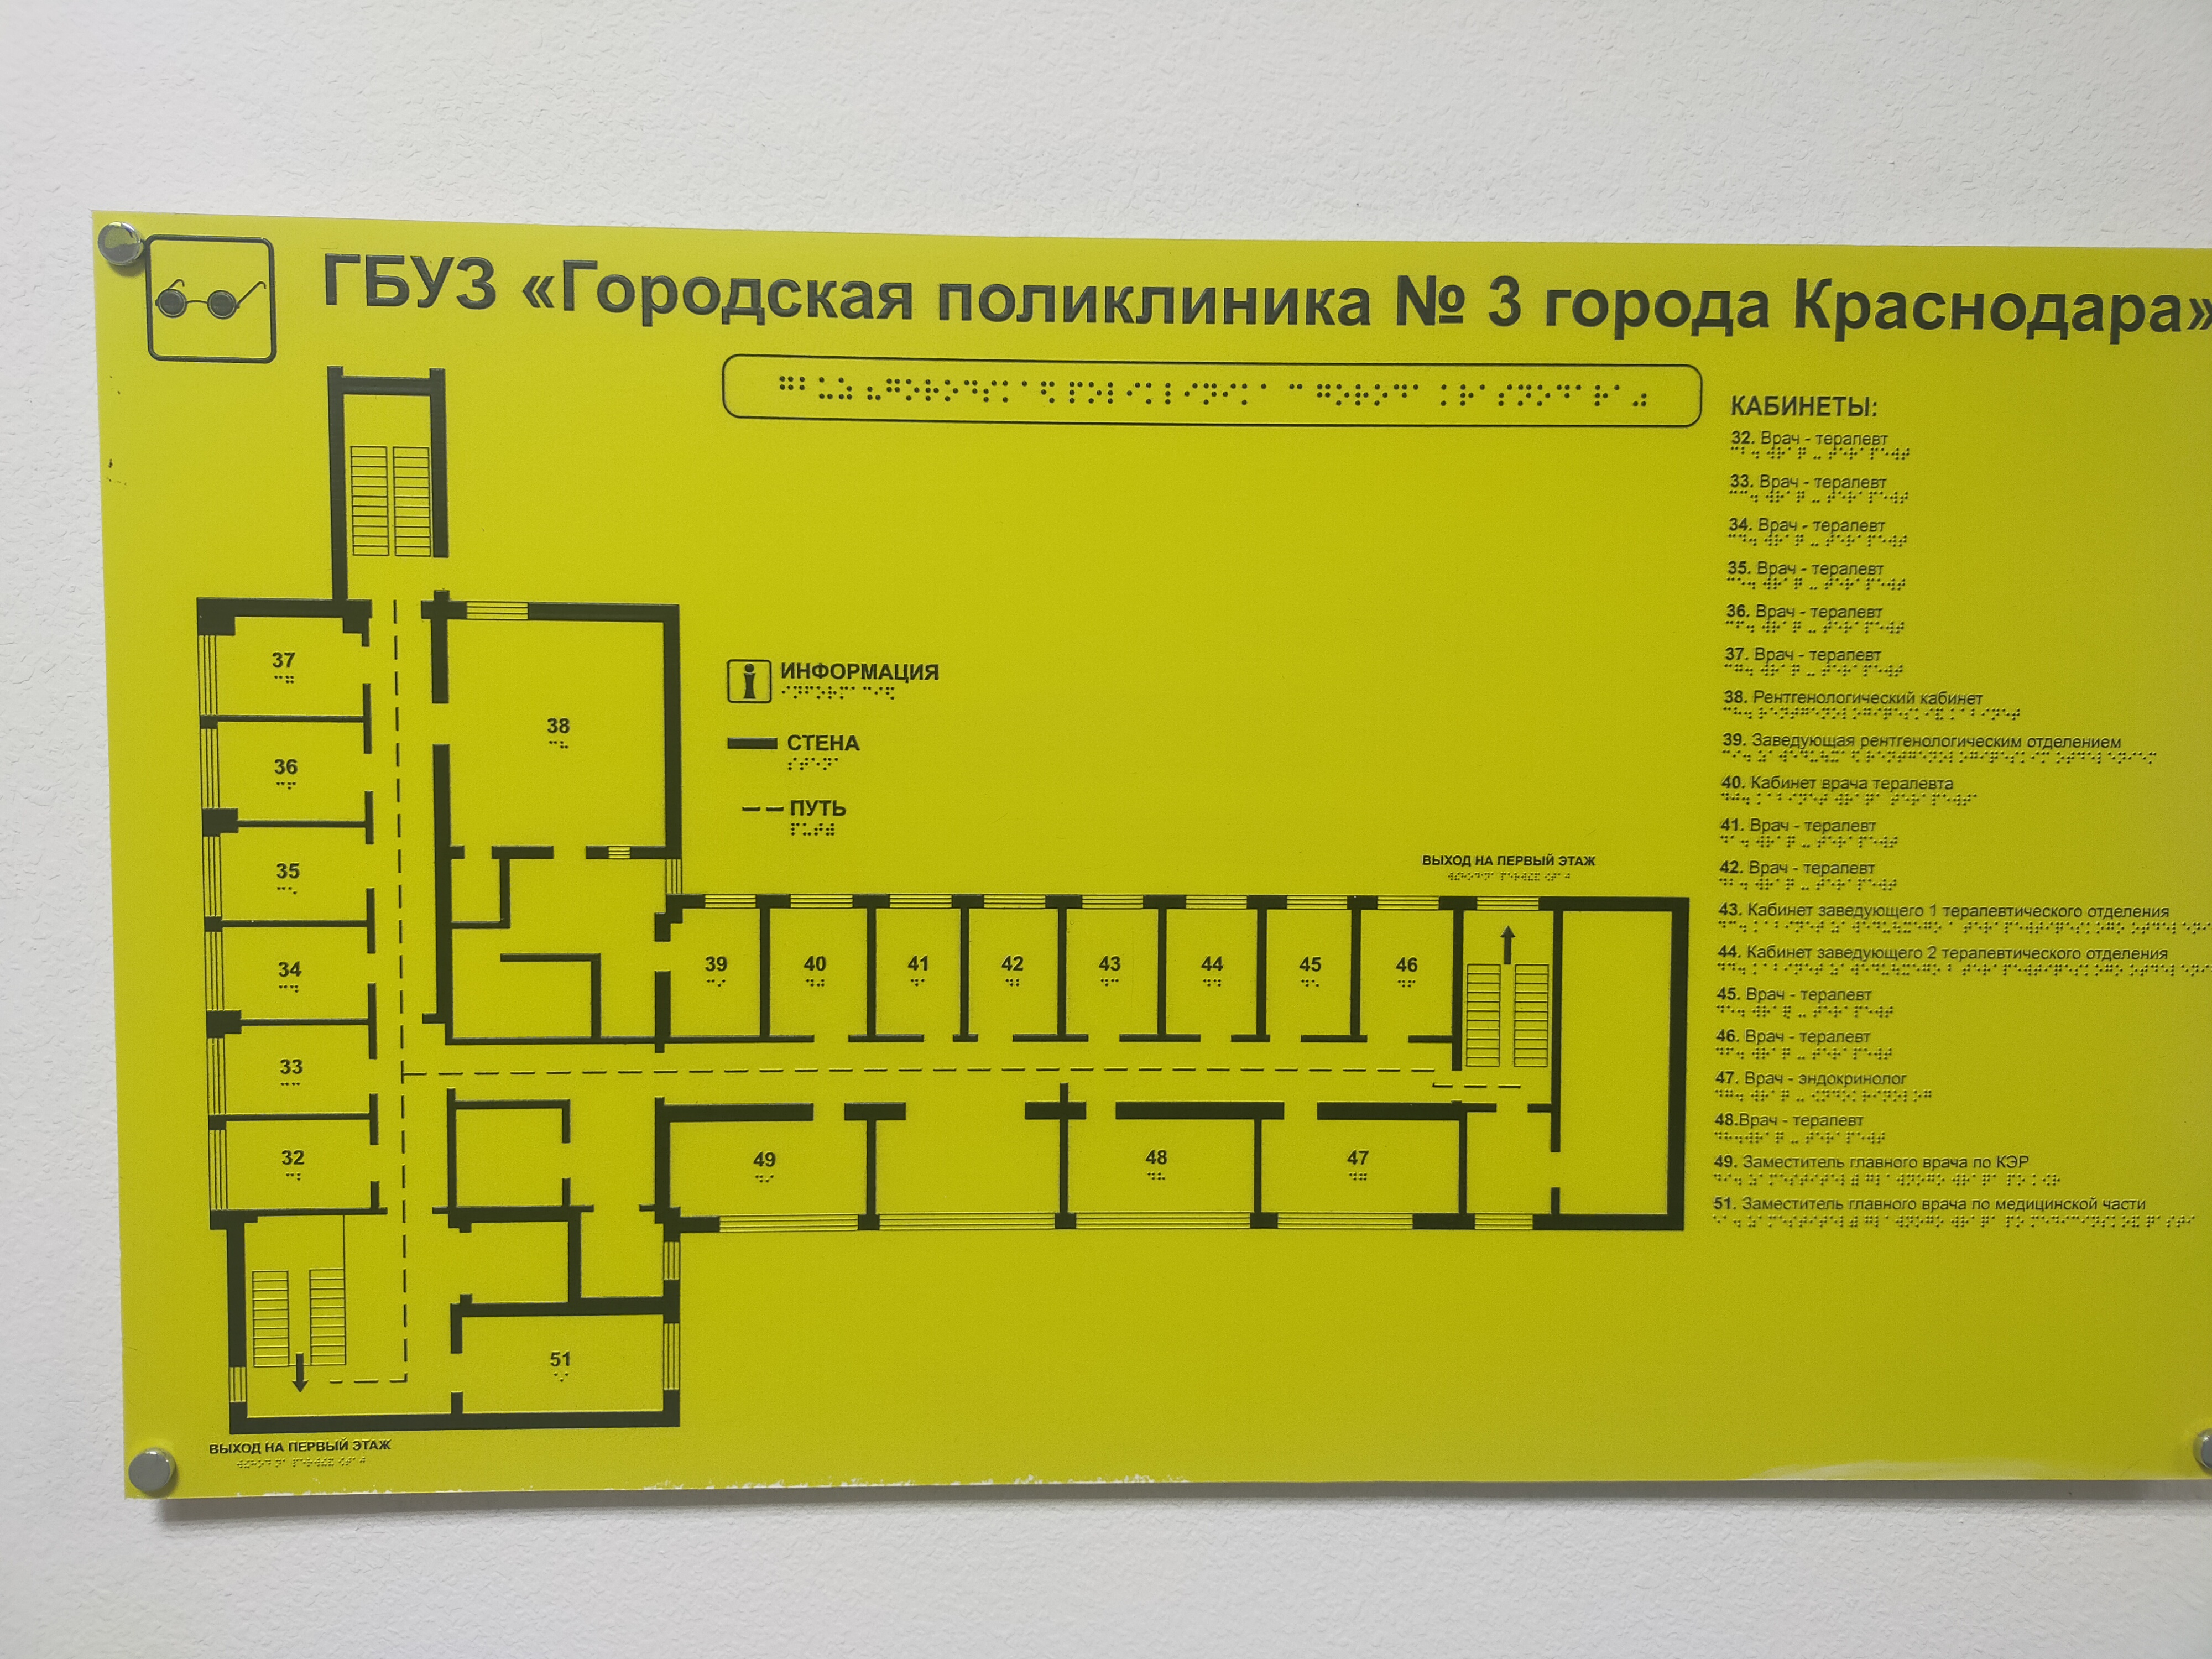 ГБУЗ «Городская поликлиника № 3 города Краснодара»
КАБИНЕТЫ:
32. Врач - терапевт
33. Врач - терапевт
34. Врач - терапевт
35. Врач - терапевт
36. Врач - терапевт
37. Врач - терапевт
38. Рентгенологический кабинет
39. Заведующая рентгенологическим отделением
40. Кабинет врача терапевта
41. Врач - терапевт
42. Врач - терапевт
43. Кабинет заведующего 1 терапевтического отделения
44. Кабинет заведующего 2 терапевтического отделения
45. Врач - терапевт
46. Врач - терапевт
47. Врач - эндокринолог
48.Врач - терапевт
49. Заместитель главного врача по КЭР
51. Заместитель главного врача по медицинской части
i ИНФОРМАЦИЯ
СТЕНА
ПУТЬ
ВЫХОД НА ПЕРВЫЙ ЭТАЖ
37
38
36
35
34
39 40 41 42 43 44 45 46
33
32
49 48 47
51
ВЫХОД НА ПЕРВЫЙ ЭТАЖ